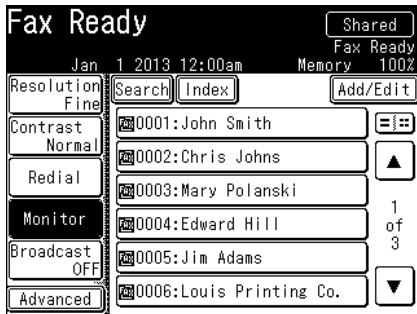 Fax Ready
Shared
Fax Ready
Jan 1 2013 12:00am Memory 100%
Resolution
Fine
Search Index Add/Edit
Contrast
Normal
0001:John Smith
0002:Chris Johns
Redial
0003:Mary Polanski
Monitor
0004:Edward Hill
1
of
3
Broadcast
OFF
0005:Jim Adams
Advanced
0006:Louis Printing Co.